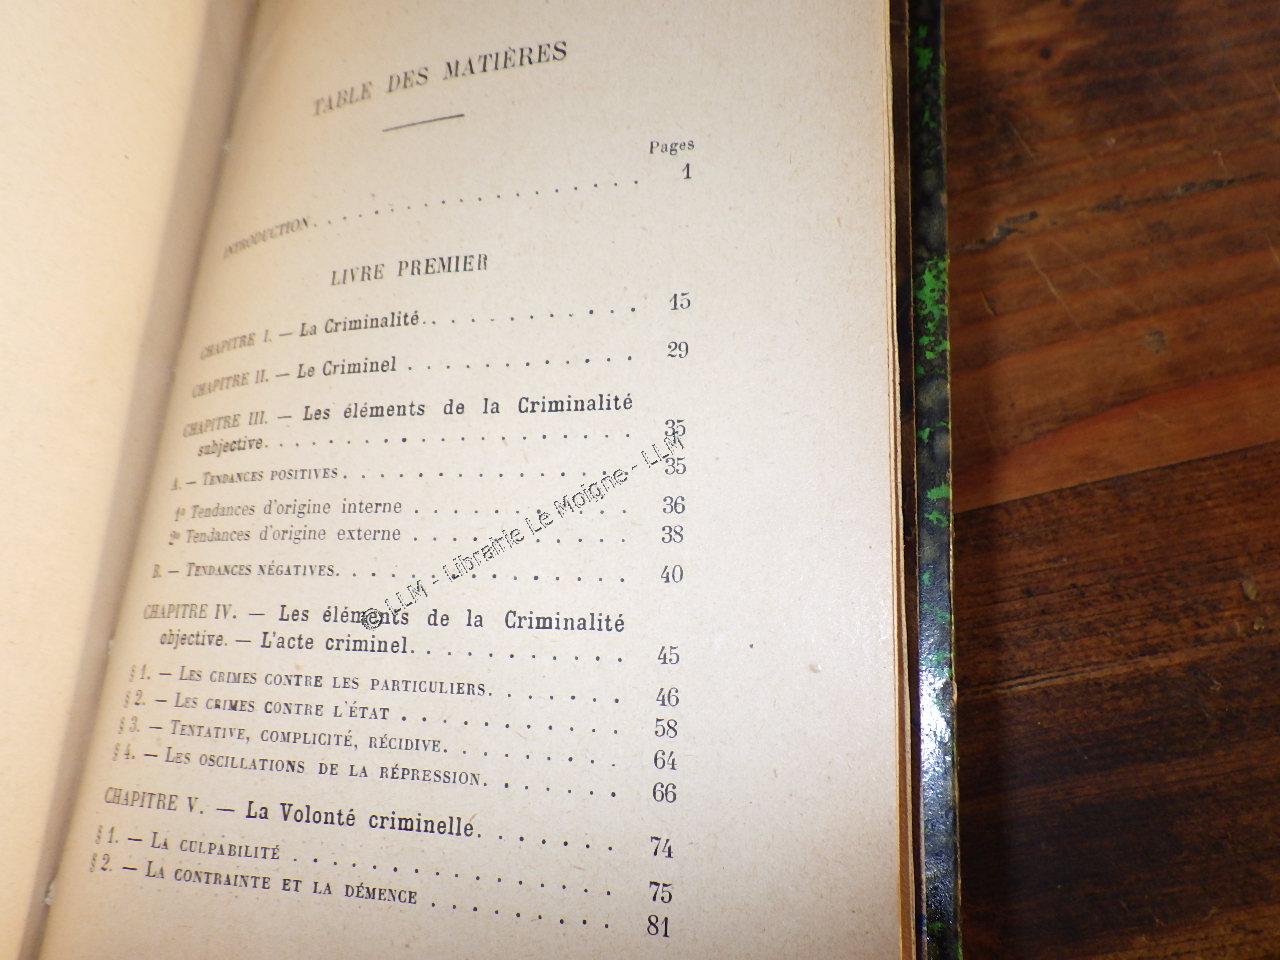 TABLE DES MATIÈRES
Pages
INTRODUCTION. . . . . . . . . . . . . . . . . . . 1
LIVRE PREMIER
CHAPITRE I. — La Criminalité. . . . . . . . . . . 15
CHAPITRE II. — Le Criminel . . . . . . . . . . . . 29
CHAPITRE III. — Les éléments de la Criminalité
subjective. . . . . . . . . . . . . . . . . . 35
A. — TENDANCES POSITIVES . . . . . . . . . . . . . 35
1º Tendances d'origine interne . . . . . . . . . . 36
2º Tendances d'origine externe . . . . . . . . . . 38
B. — TENDANCES NÉGATIVES. . . . . . . . . . . . . 40
CHAPITRE IV. — Les éléments de la Criminalité
objective. — L'acte criminel. . . . . . . . . . . 45
§ 1. — LES CRIMES CONTRE LES PARTICULIERS. . . . . . 46
§ 2. — LES CRIMES CONTRE L'ÉTAT . . . . . . . . . . 58
§ 3. — TENTATIVE, COMPLICITÉ, RÉCIDIVE. . . . . . . . 64
§ 4. — LES OSCILLATIONS DE LA RÉPRESSION. . . . . . . 66
CHAPITRE V. — La Volonté criminelle. . . . . . . . 74
§ 1. — LA CULPABILITÉ . . . . . . . . . . . . . . 75
§ 2. — LA CONTRAINTE ET LA DÉMENCE . . . . . . . . . 81
© LLM - Librairie Le Moigne - LLM